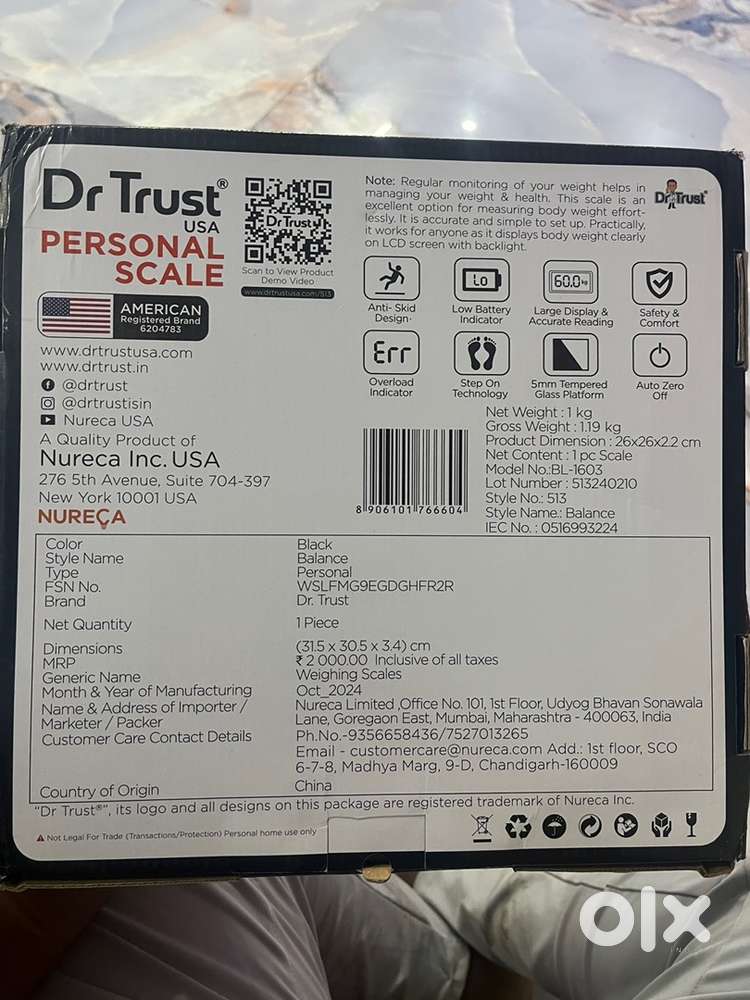 Dr Trust®
USA
PERSONAL
SCALE
Dr Trust
Scan to View Product
Demo Video
www.drtrustusa.com/513
Note: Regular monitoring of your weight helps in
managing your weight & health. This scale is an
excellent option for measuring body weight effort-
lessly. It is accurate and simple to set up. Practically,
it works for anyone as it displays body weight clearly
on LCD screen with backlight.
Dr Trust®
AMERICAN
Registered Brand
6204783
www.drtrustusa.com
www.drtrust.in
@drtrust
@drtrustisin
Nureca USA
A Quality Product of
Nureca Inc. USA
276 5th Avenue, Suite 704-397
New York 10001 USA
NUREÇA
Anti- Skid
Design·
Lo
Low Battery
Indicator
60.0kg
Large Display &
Accurate Reading
Safety &
Comfort
Err
Overload
Indicator
Step On
Technology
5mm Tempered
Glass Platform
Auto Zero
Off
8 906101 766604
Net Weight : 1 kg
Gross Weight : 1.19 kg
Product Dimension : 26x26x2.2 cm
Net Content : 1 pc Scale
Model No.:BL-1603
Lot Number : 513240210
Style No.: 513
Style Name.: Balance
IEC No. : 0516993224
Color Black
Style Name Balance
Type Personal
FSN No. WSLFMG9EGDGHFR2R
Brand Dr. Trust
Net Quantity 1 Piece
Dimensions (31.5 x 30.5 x 3.4) cm
MRP ₹ 2 000.00 Inclusive of all taxes
Generic Name Weighing Scales
Month & Year of Manufacturing Oct_2024
Name & Address of Importer / Nureca Limited ,Office No. 101, 1st Floor, Udyog Bhavan Sonawala
Marketer / Packer Lane, Goregaon East, Mumbai, Maharashtra - 400063, India
Customer Care Contact Details Ph.No.-9356658436/7527013265
Email - customercare@nureca.com Add.: 1st floor, SCO
6-7-8, Madhya Marg, 9-D, Chandigarh-160009
Country of Origin China
"Dr Trust®", its logo and all designs on this package are registered trademark of Nureca Inc.
Not Legal For Trade (Transactions/Protection) Personal home use only
olx